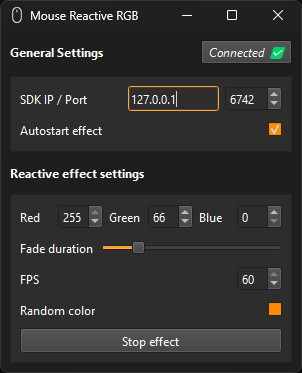 Mouse Reactive RGB
General Settings
Connected
SDK IP / Port 127.0.0.1 6742
Autostart effect
Reactive effect settings
Red 255 Green 66 Blue 0
Fade duration
FPS 60
Random color
Stop effect